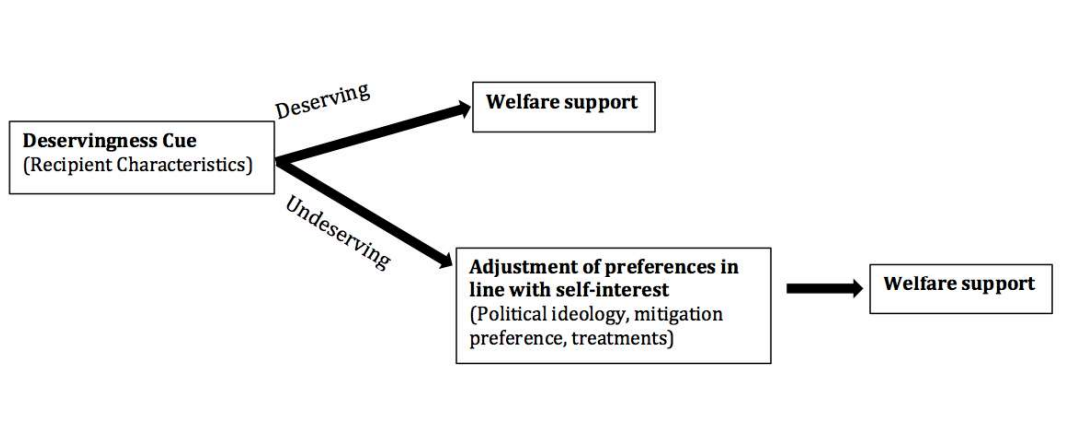 Deservingness Cue
(Recipient Characteristics)
Deserving
Welfare support
Undeserving
Adjustment of preferences in
line with self-interest
(Political ideology, mitigation
preference, treatments)
Welfare support